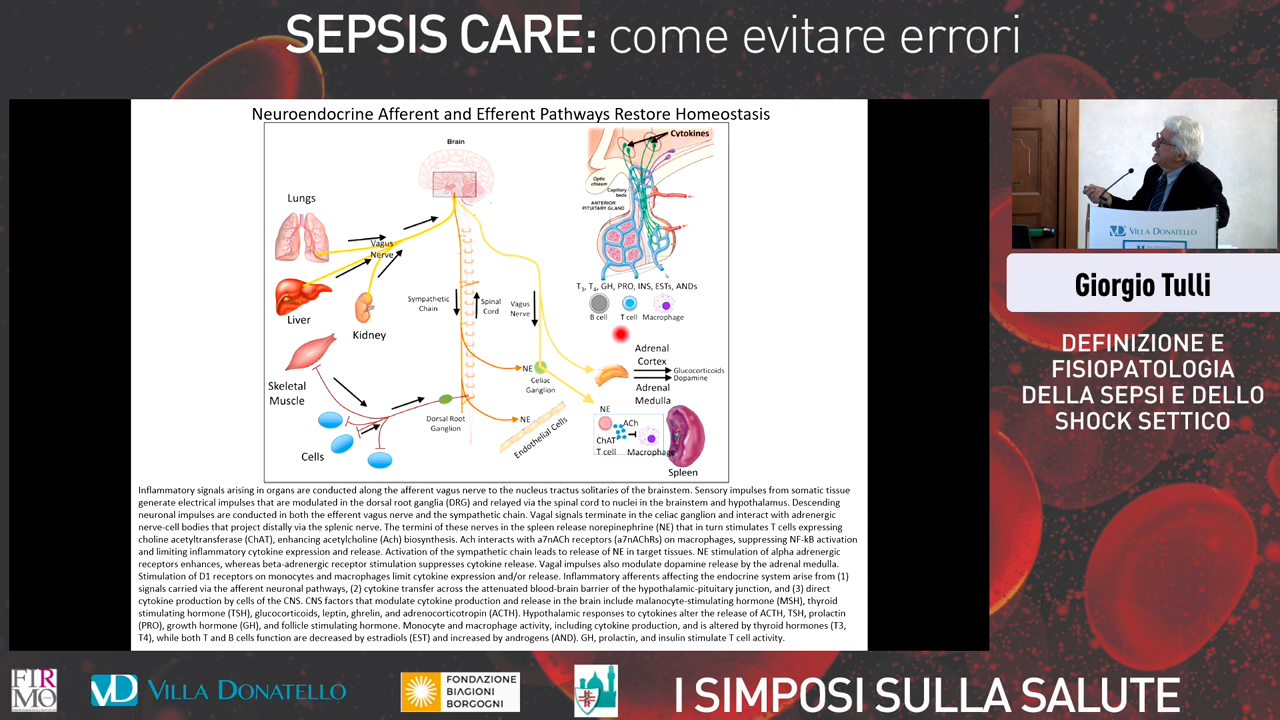 SEPSIS CARE: come evitare errori
Neuroendocrine Afferent and Efferent Pathways Restore Homeostasis
Brain
Cytokines
Optic
chiasm
Capillary
beds
ANTERIOR
PITUITARY GLAND
Lungs
Vagus
Nerve
Liver
Kidney
Sympathetic
Chain
Spinal
Cord
Vagus
Nerve
T3, T4, GH, PRO, INS, ESTs, ANDs
B cell
T cell
Macrophage
Skeletal
Muscle
Cells
Dorsal Root
Ganglion
NE
Celiac
Ganglion
NE
Endothelial Cells
Adrenal
Cortex
Glucocorticoids
Dopamine
Adrenal
Medulla
NE
ACh
ChAT
T cell
Macrophage
Spleen
Inflammatory signals arising in organs are conducted along the afferent vagus nerve to the nucleus tractus solitaries of the brainstem. Sensory impulses from somatic tissue
generate electrical impulses that are modulated in the dorsal root ganglia (DRG) and relayed via the spinal cord to nuclei in the brainstem and hypothalamus. Descending
neuronal impulses are conducted in both the efferent vagus nerve and the sympathetic chain. Vagal signals terminate in the celiac ganglion and interact with adrenergic
nerve-cell bodies that project distally via the splenic nerve. The termini of these nerves in the spleen release norepinephrine (NE) that in turn stimulates T cells expressing
choline acetyltransferase (ChAT), enhancing acetylcholine (Ach) biosynthesis. Ach interacts with a7nACh receptors (a7nAChRs) on macrophages, suppressing NF-kB activation
and limiting inflammatory cytokine expression and release. Activation of the sympathetic chain leads to release of NE in target tissues. NE stimulation of alpha adrenergic
receptors enhances, whereas beta-adrenergic receptor stimulation suppresses cytokine release. Vagal impulses also modulate dopamine release by the adrenal medulla.
Stimulation of D1 receptors on monocytes and macrophages limit cytokine expression and/or release. Inflammatory afferents affecting the endocrine system arise from (1)
signals carried via the afferent neuronal pathways, (2) cytokine transfer across the attenuated blood-brain barrier of the hypothalamic-pituitary junction, and (3) direct
cytokine production by cells of the CNS. CNS factors that modulate cytokine production and release in the brain include malanocyte-stimulating hormone (MSH), thyroid
stimulating hormone (TSH), glucocorticoids, leptin, ghrelin, and adrenocorticotropin (ACTH). Hypothalamic responses to cytokines alter the release of ACTH, TSH, prolactin
(PRO), growth hormone (GH), and follicle stimulating hormone. Monocyte and macrophage activity, including cytokine production, and is altered by thyroid hormones (T3,
T4), while both T and B cells function are decreased by estradiols (EST) and increased by androgens (AND). GH, prolactin, and insulin stimulate T cell activity.
VD VILLA DONATELLO
Giorgio Tulli
DEFINIZIONE E
FISIOPATOLOGIA
DELLA SEPSI E DELLO
SHOCK SETTICO
FIRMO
VD VILLA DONATELLO
FONDAZIONE
BIAGIONI
BORGOGNI
I SIMPOSI SULLA SALUTE